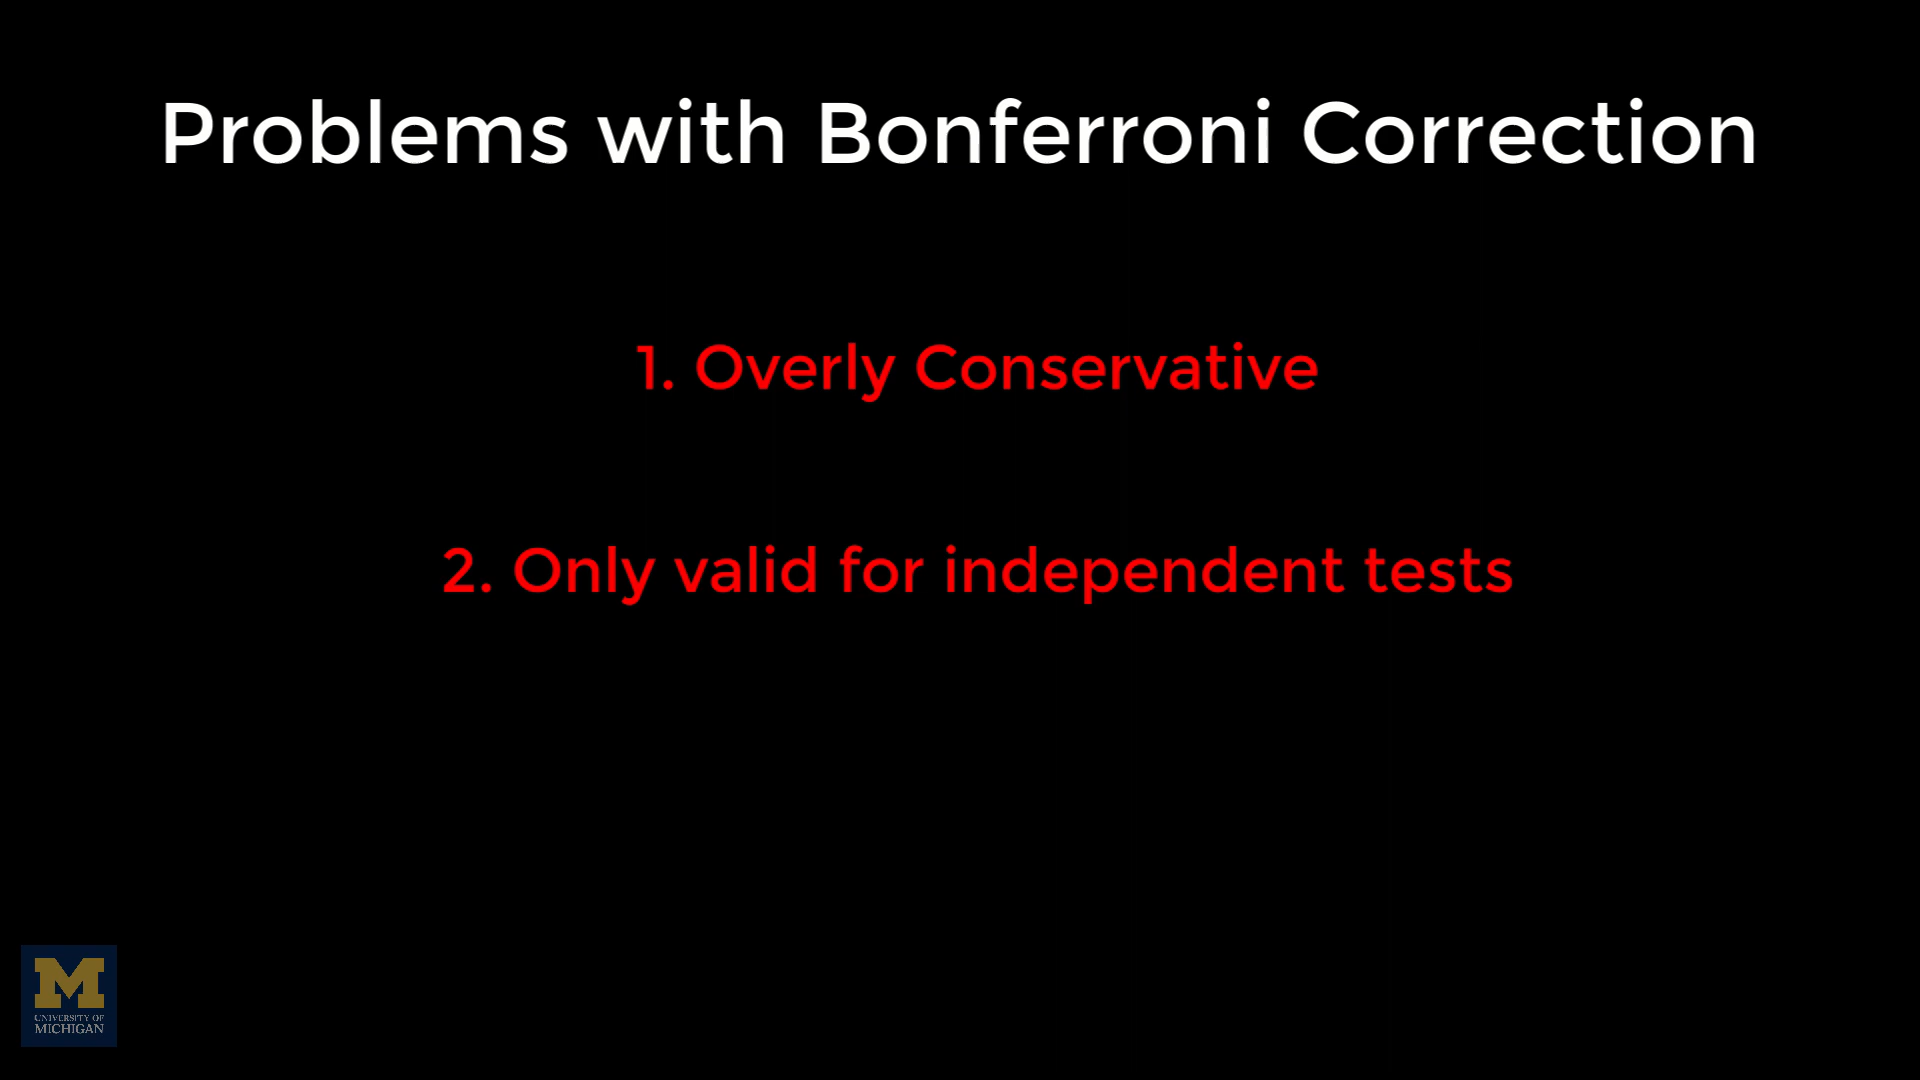 Problems with Bonferroni Correction
1. Overly Conservative
2. Only valid for independent tests
M
UNIVERSITY OF
MICHIGAN